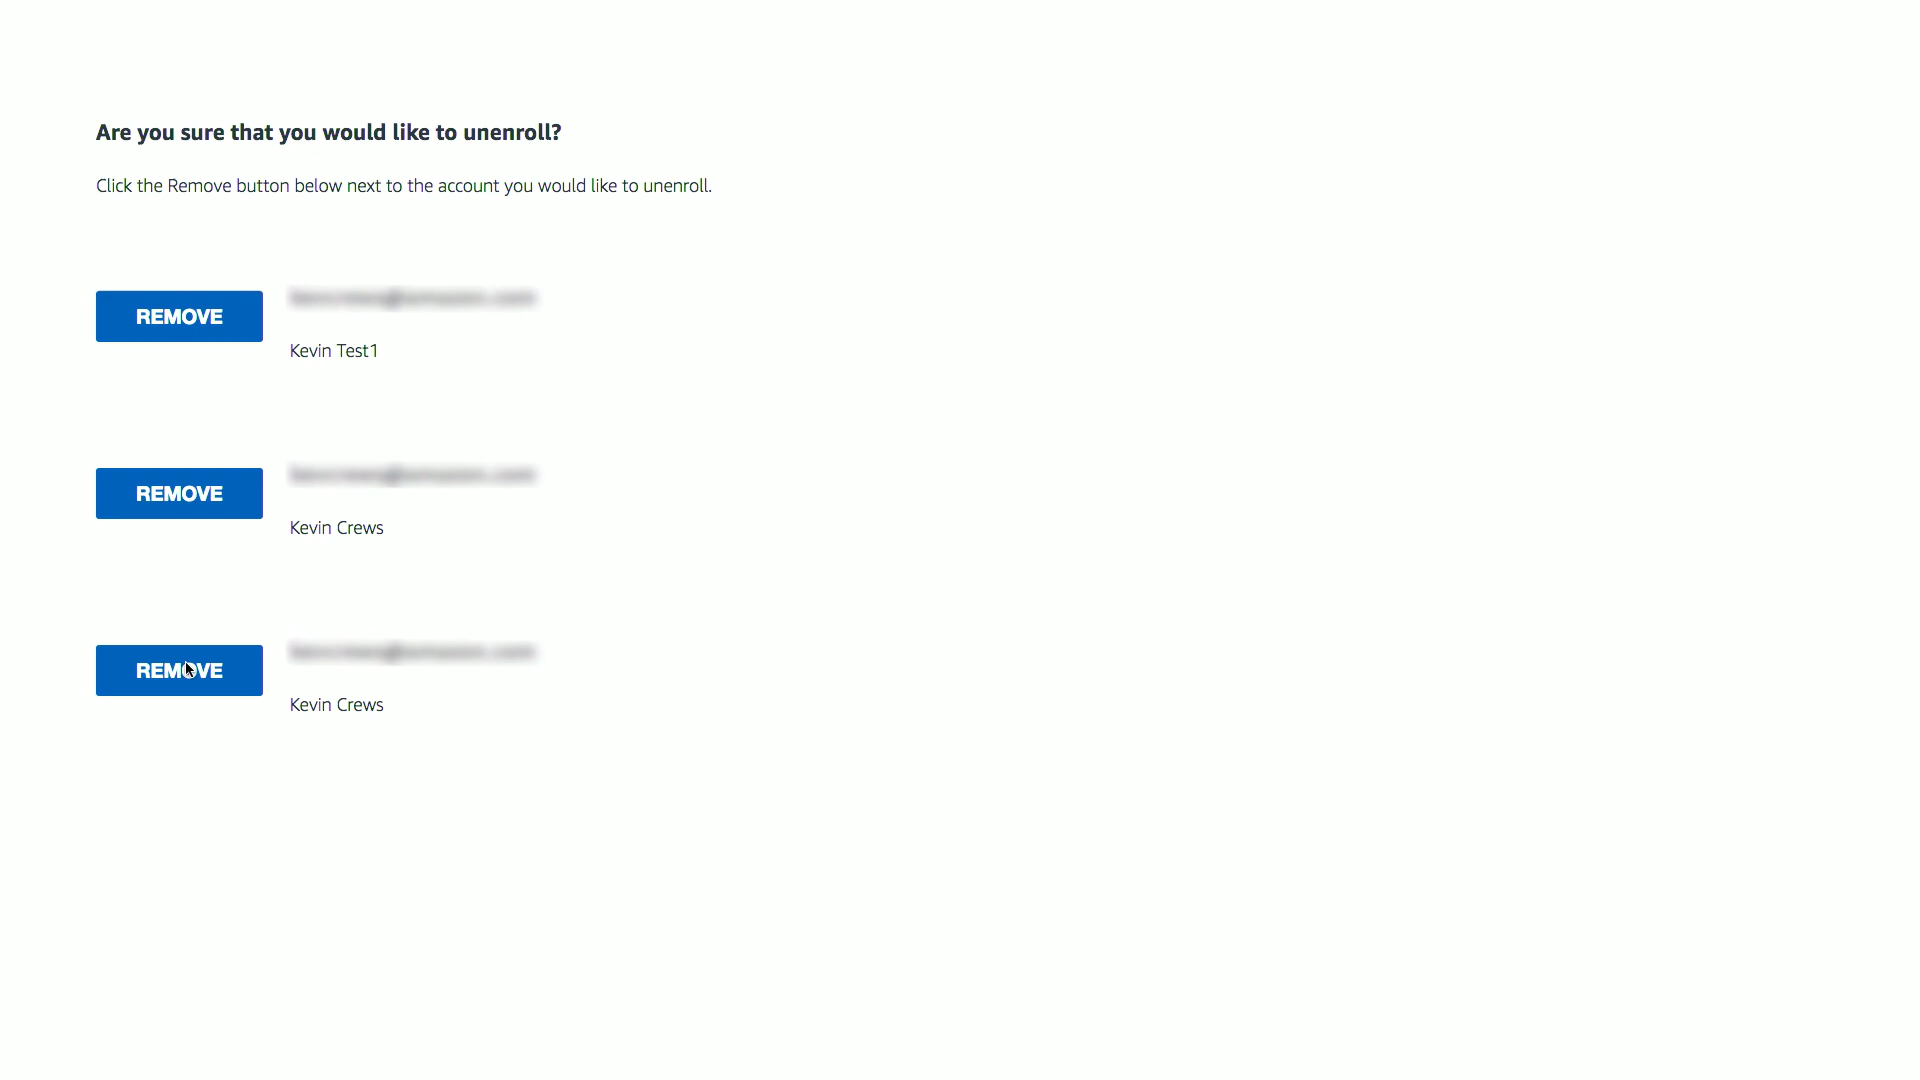 Are you sure that you would like to unenroll?
Click the Remove button below next to the account you would like to unenroll.
REMOVE
Kevin Test1
REMOVE
Kevin Crews
REMOVE
Kevin Crews